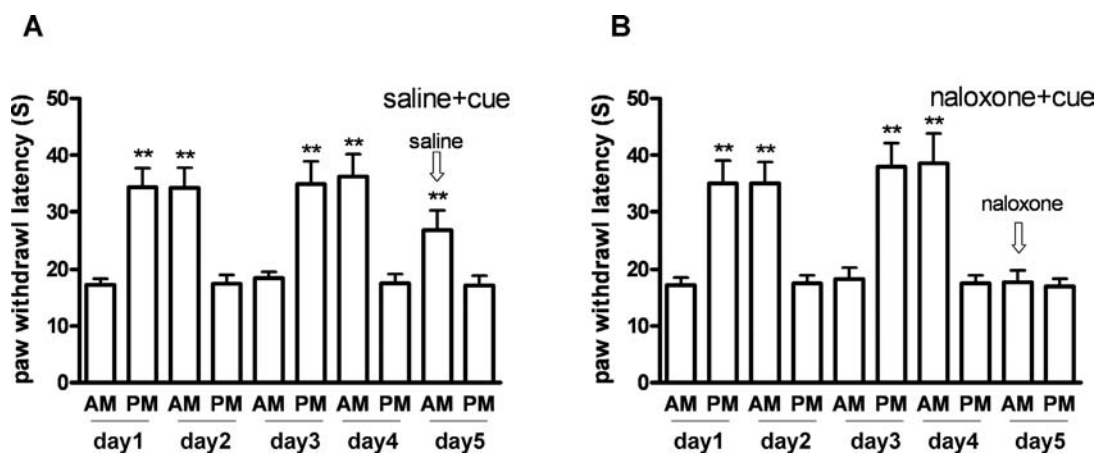 A
saline+cue
paw withdrawl latency (S)
50
40
30
20
10
0
** ** ** ** **
saline
AM PM AM PM AM PM AM PM AM PM
day1 day2 day3 day4 day5
B
naloxone+cue
paw withdrawl latency (S)
50
40
30
20
10
0
** ** ** **
naloxone
AM PM AM PM AM PM AM PM AM PM
day1 day2 day3 day4 day5